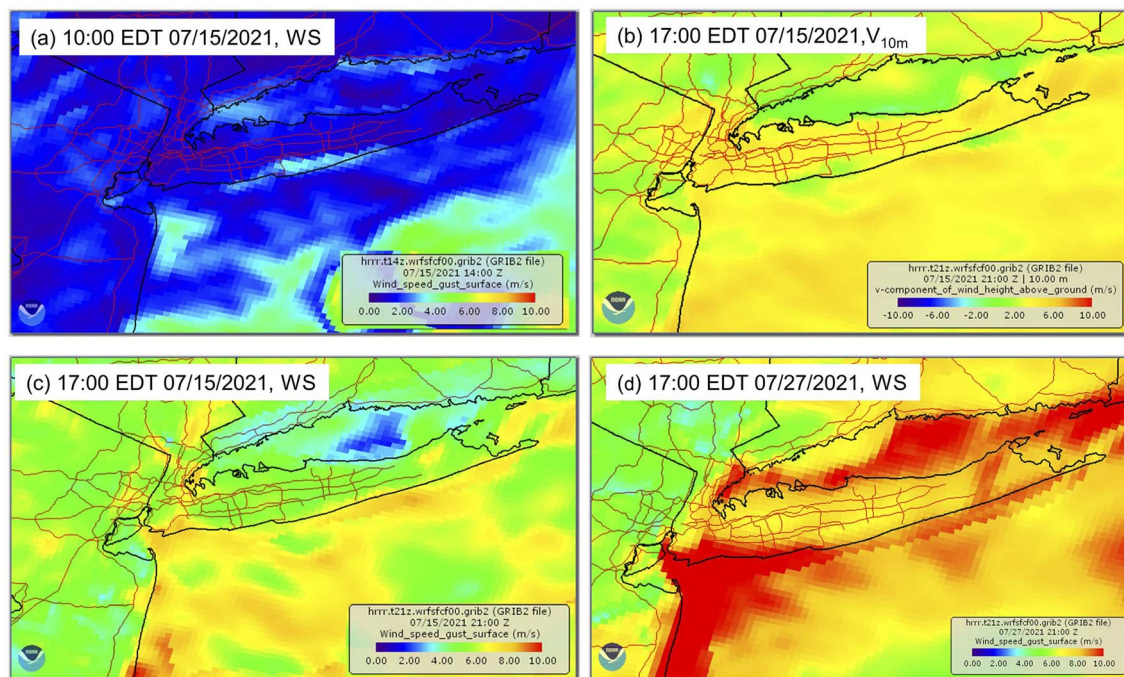 (a) 10:00 EDT 07/15/2021, WS
hrrr.t14z.wrfsfcf00.grib2 (GRIB2 file)
07/15/2021 14:00 Z
Wind_speed_gust_surface (m/s)
0.00 2.00 4.00 6.00 8.00 10.00
NOAA
(b) 17:00 EDT 07/15/2021,V10m
hrrr.t21z.wrfsfcf00.grib2 (GRIB2 file)
07/15/2021 21:00 Z | 10.00 m
v-component_of_wind_height_above_ground (m/s)
-10.00 -6.00 -2.00 2.00 6.00 10.00
NOAA
(c) 17:00 EDT 07/15/2021, WS
hrrr.t21z.wrfsfcf00.grib2 (GRIB2 file)
07/15/2021 21:00 Z
Wind_speed_gust_surface (m/s)
0.00 2.00 4.00 6.00 8.00 10.00
NOAA
(d) 17:00 EDT 07/27/2021, WS
hrrr.t21z.wrfsfcf00.grib2 (GRIB2 file)
07/27/2021 21:00 Z
Wind_speed_gust_surface (m/s)
0.00 2.00 4.00 6.00 8.00 10.00
NOAA